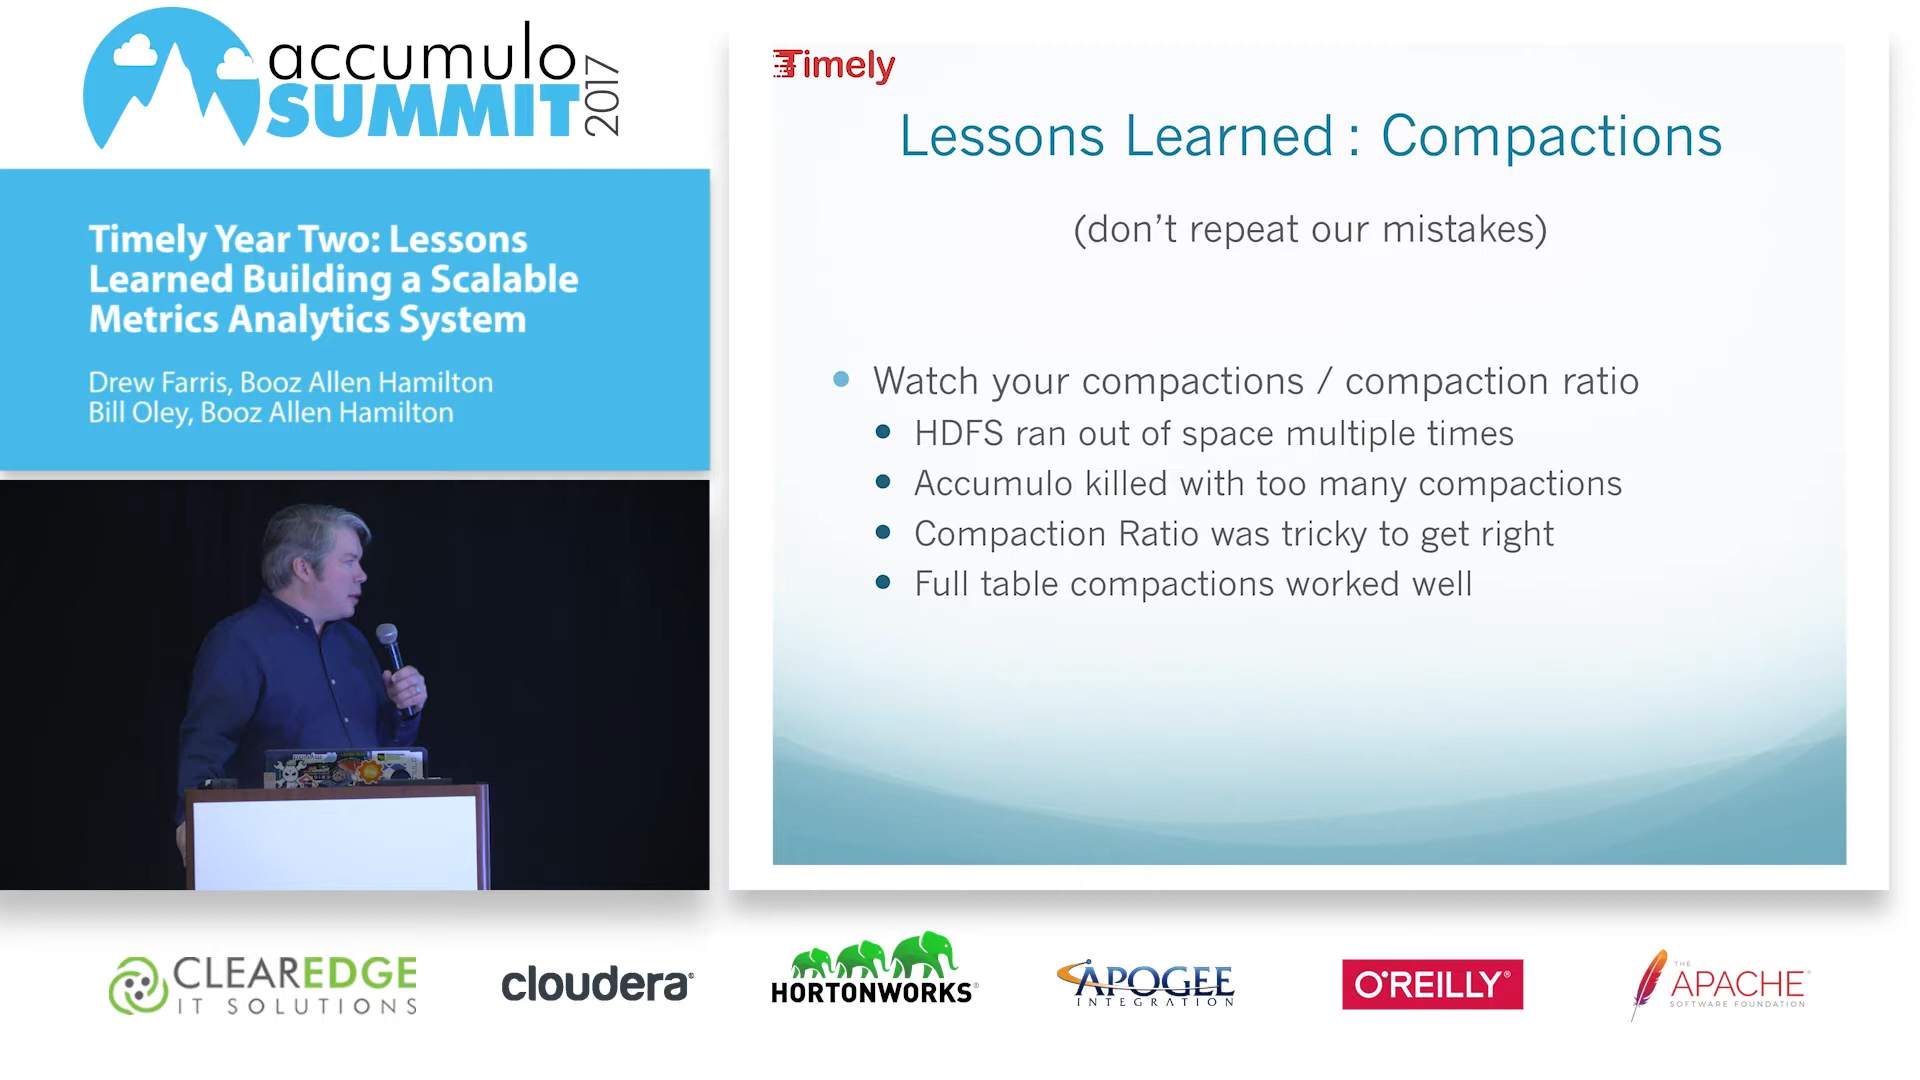 accumulo
SUMMIT
2017
Timely Year Two: Lessons
Learned Building a Scalable
Metrics Analytics System
Drew Farris, Booz Allen Hamilton
Bill Oley, Booz Allen Hamilton
Timely
Lessons Learned : Compactions
(don’t repeat our mistakes)
Watch your compactions / compaction ratio
HDFS ran out of space multiple times
Accumulo killed with too many compactions
Compaction Ratio was tricky to get right
Full table compactions worked well
CLEAREDGE
IT SOLUTIONS
cloudera®
HORTONWORKS®
APOGEE
INTEGRATION
O'REILLY®
THE
APACHE®
SOFTWARE FOUNDATION